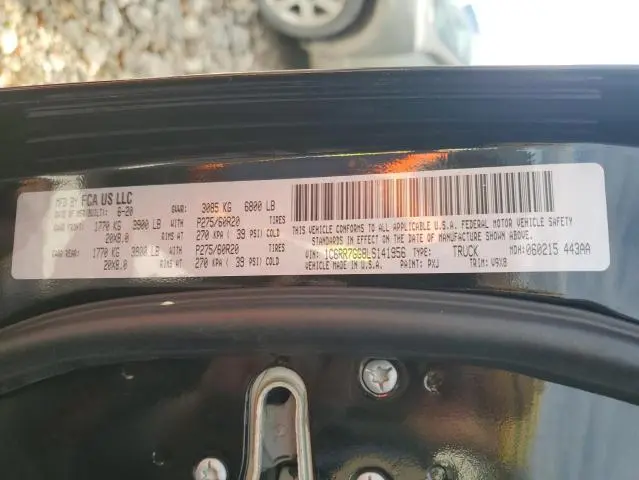 MFD BY FCA US LLC
DATE OF MFR 6-20 GVWR: 3085 KG 6800 LB
GAWR FRONT: 1770 KG 3900 LB WITH P275/60R20 TIRES
20X8.0 RIMS AT 270 KPA ( 39 PSI) COLD
GAWR REAR: 1770 KG 3900 LB WITH P275/60R20 TIRES
20X8.0 RIMS AT 270 KPA ( 39 PSI) COLD
THIS VEHICLE CONFORMS TO ALL APPLICABLE U.S.A. FEDERAL MOTOR VEHICLE SAFETY
STANDARDS IN EFFECT ON THE DATE OF MANUFACTURE SHOWN ABOVE.
VIN: TYPE: TRUCK MDH:060215 443AA
MADE IN U.S.A. PAINT: PXJ TRIM: V9X8